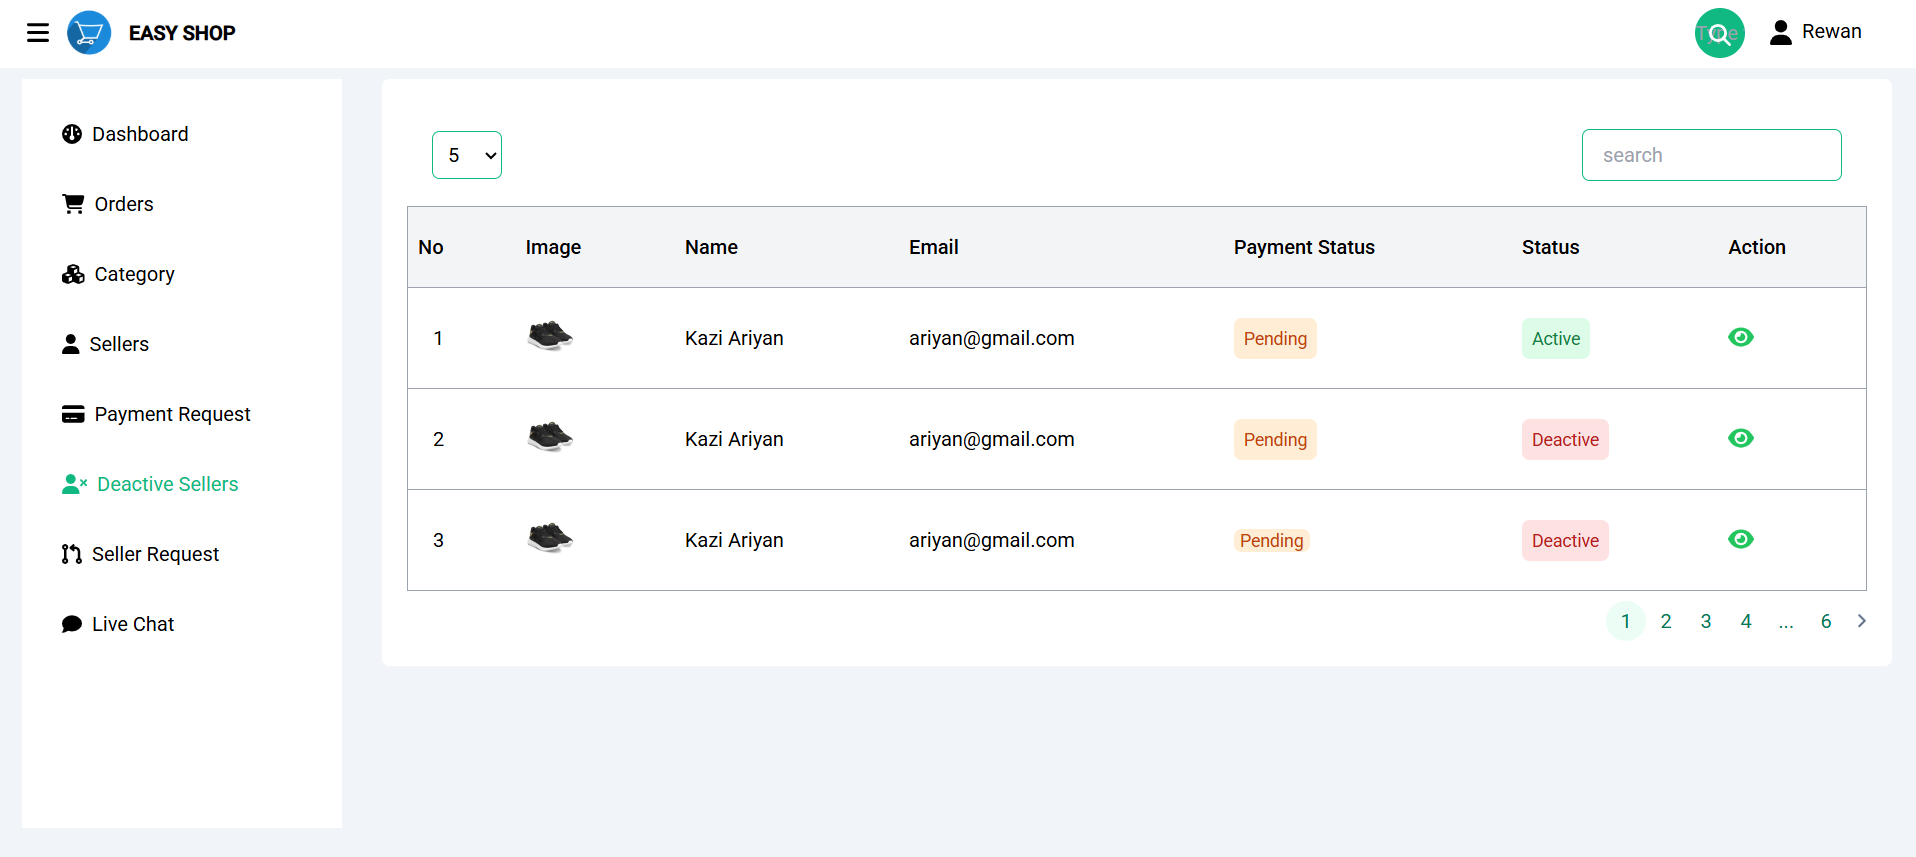 EASY SHOP
Type
Rewan
Dashboard
Orders
Category
Sellers
Payment Request
Deactive Sellers
Seller Request
Live Chat
5
search
No Image Name Email Payment Status Status Action
1 Kazi Ariyan ariyan@gmail.com Pending Active
2 Kazi Ariyan ariyan@gmail.com Pending Deactive
3 Kazi Ariyan ariyan@gmail.com Pending Deactive
1 2 3 4 ... 6